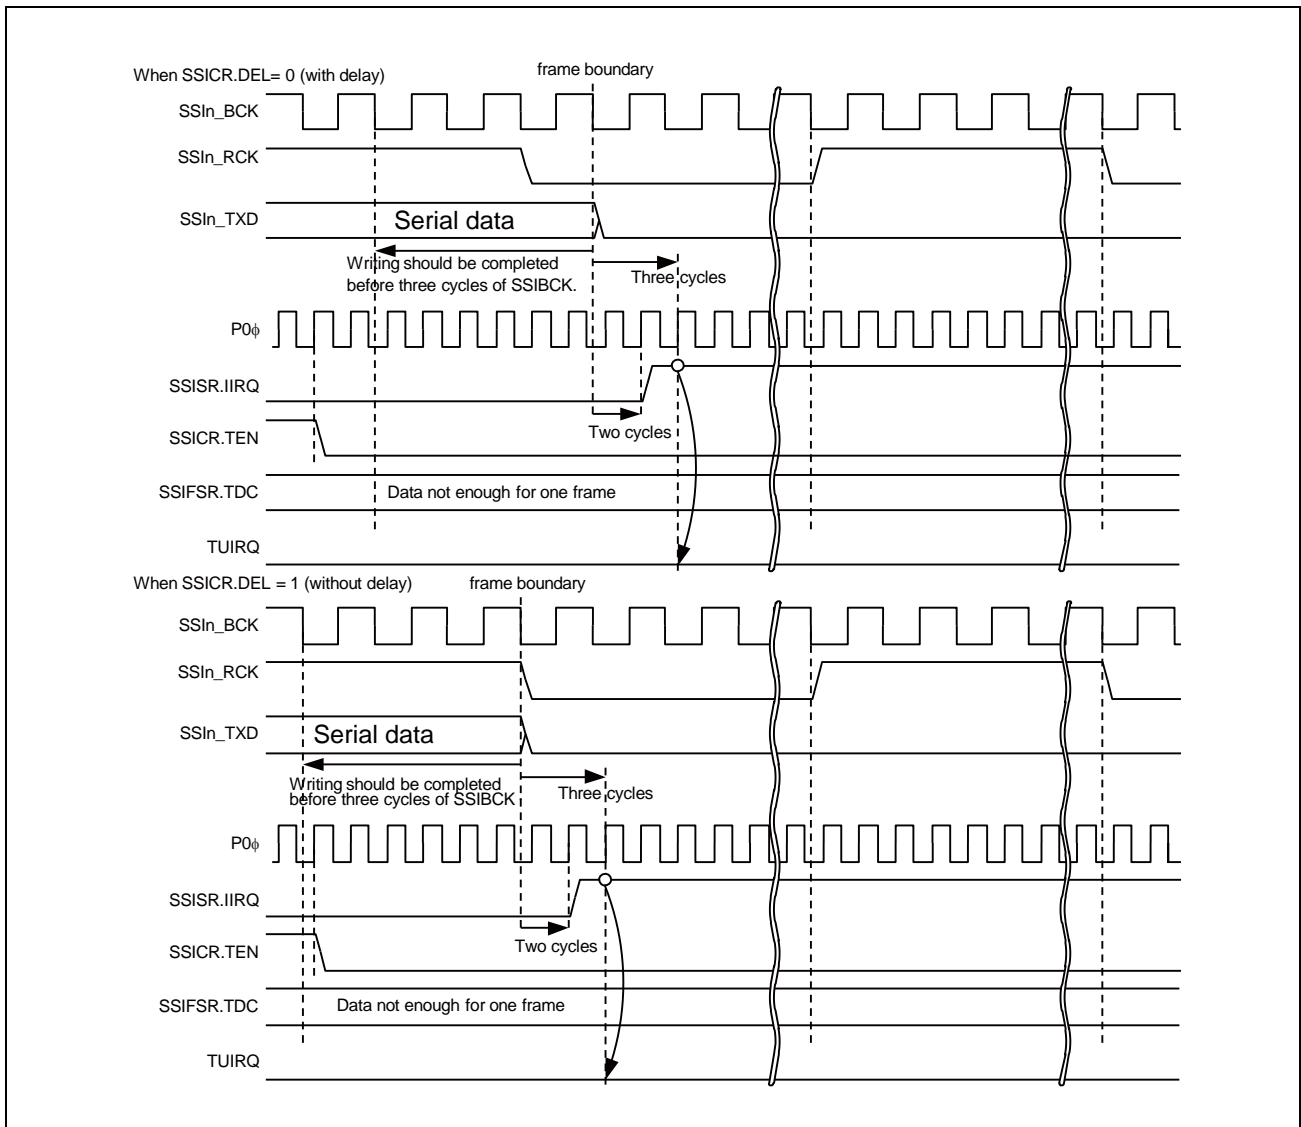 When SSICR.DEL= 0 (with delay)
frame boundary
SSIn_BCK
SSIn_RCK
SSIn_TXD
Serial data
Writing should be completed
before three cycles of SSIBCK.
Three cycles
P0ϕ
SSISR.IIRQ
Two cycles
SSICR.TEN
SSIFSR.TDC
Data not enough for one frame
TUIRQ
When SSICR.DEL = 1 (without delay)
frame boundary
SSIn_BCK
SSIn_RCK
SSIn_TXD
Serial data
Writing should be completed
before three cycles of SSIBCK
Three cycles
P0ϕ
SSISR.IIRQ
Two cycles
SSICR.TEN
SSIFSR.TDC
Data not enough for one frame
TUIRQ